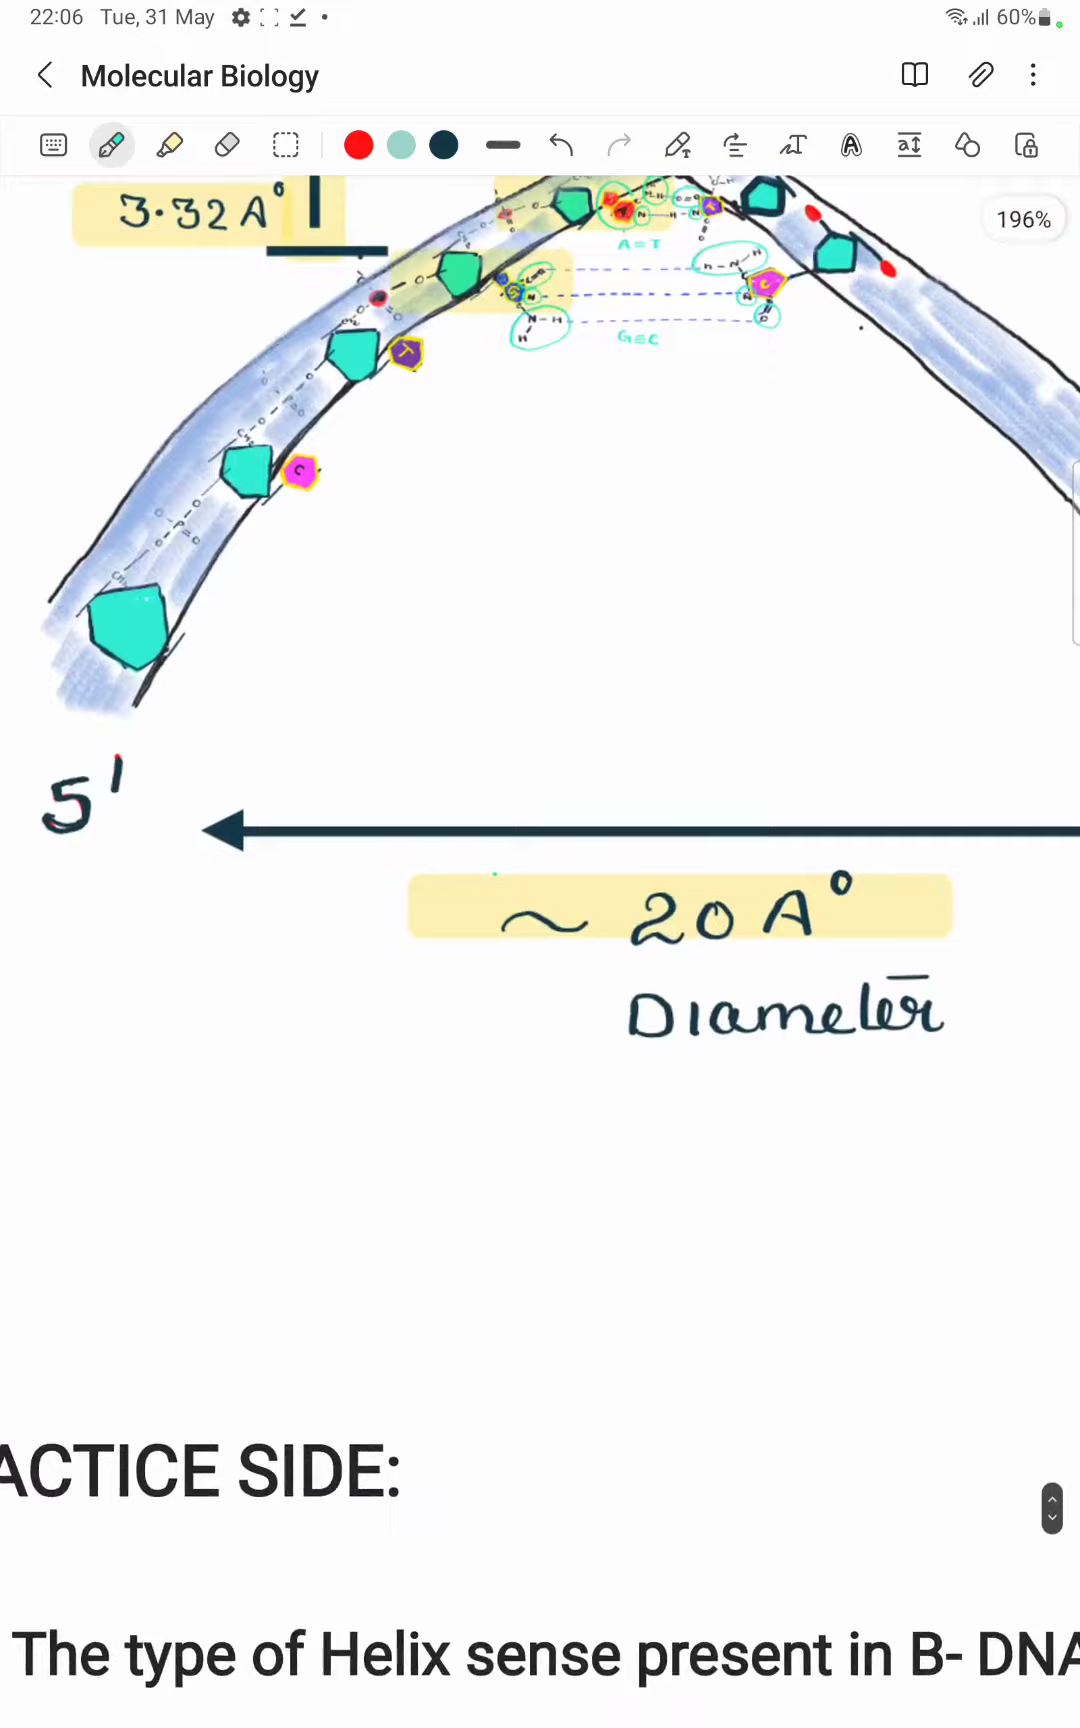 22:06 Tue, 31 May 60%
Molecular Biology
196%
3.32 A°
A=T
G≡C
T
C
5'
~ 20 A°
Diameter
ACTICE SIDE:
The type of Helix sense present in B- DNA